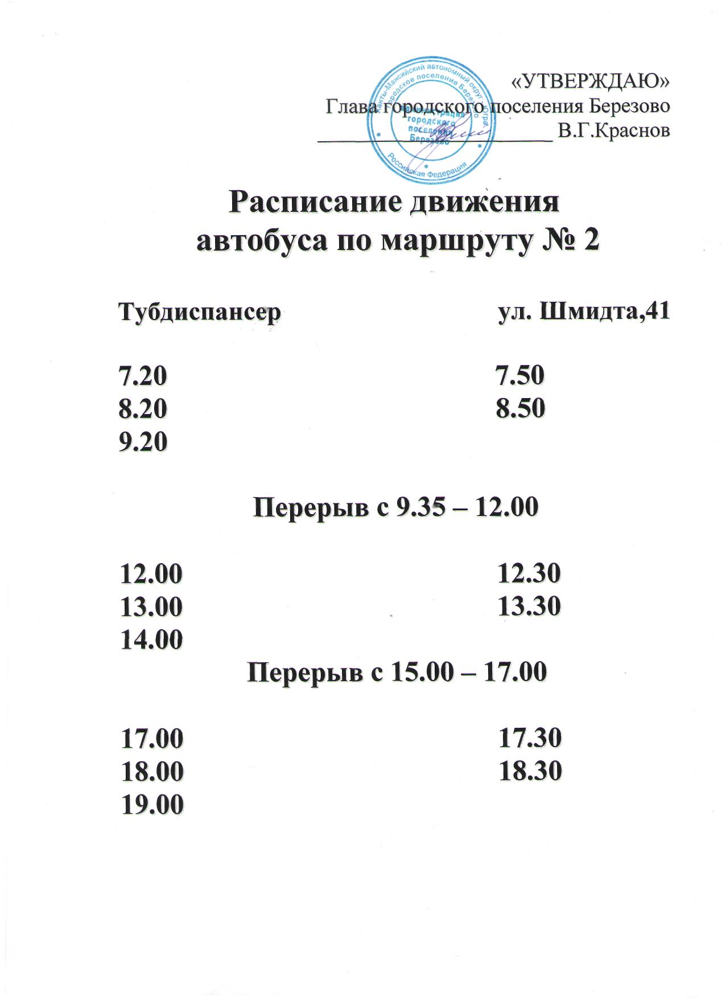 «УТВЕРЖДАЮ»
Глава городского поселения Березово
В.Г.Краснов
Ханты-Мансийский автономный округ - Югра
городское поселение Березово
администрация
городского
поселения
Березово
Российская Федерация
Расписание движения
автобуса по маршруту № 2
Тубдиспансер ул. Шмидта,41
7.20 7.50
8.20 8.50
9.20
Перерыв с 9.35 – 12.00
12.00 12.30
13.00 13.30
14.00
Перерыв с 15.00 – 17.00
17.00 17.30
18.00 18.30
19.00